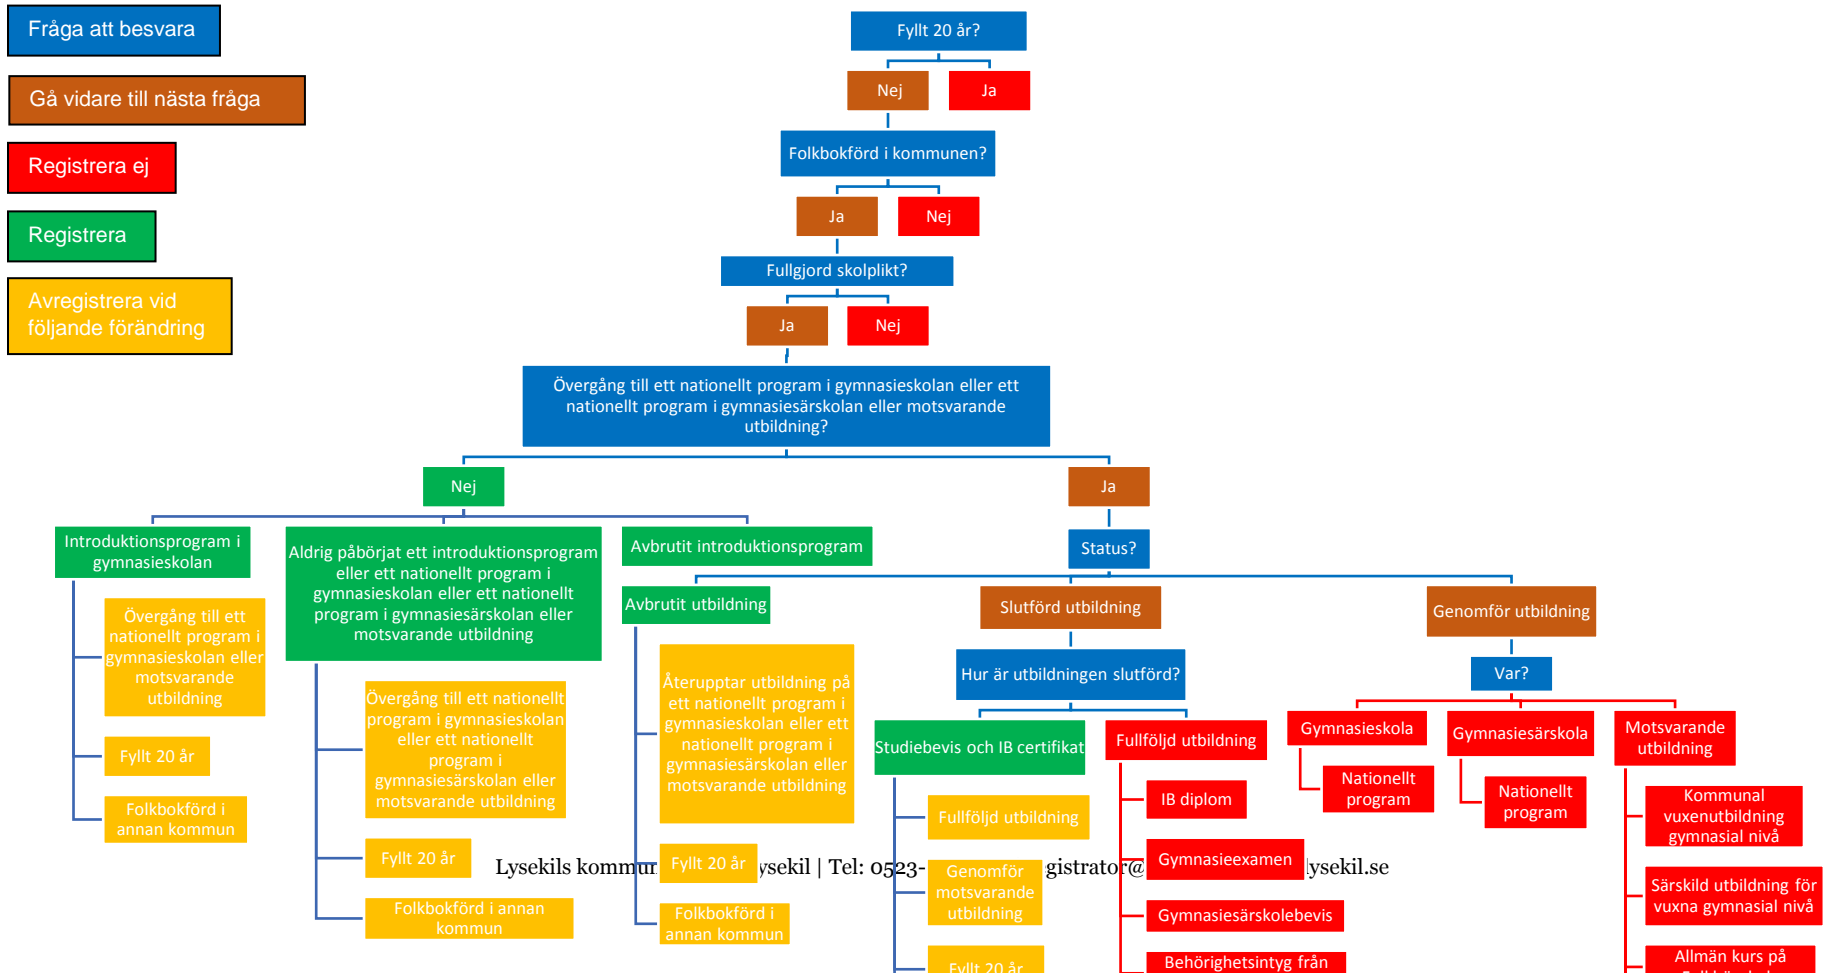 Fråga att besvara
Gå vidare till nästa fråga
Registrera ej
Registrera
Avregistrera vid
följande förändring
Fyllt 20 år?
Nej
Ja
Folkbokförd i kommunen?
Ja
Nej
Fullgjord skolplikt?
Ja
Nej
Övergång till ett nationellt program i gymnasieskolan eller ett
nationellt program i gymnasiesärskolan eller motsvarande
utbildning?
Nej
Ja
Introduktionsprogram i
gymnasieskolan
Övergång till ett
nationellt program i
gymnasieskolan eller
motsvarande
utbildning
Fyllt 20 år
Folkbokförd i
annan kommun
Aldrig påbörjat ett introduktionsprogram
eller ett nationellt program i
gymnasieskolan eller ett nationellt
program i gymnasiesärskolan eller
motsvarande utbildning
Övergång till ett nationellt
program i gymnasieskolan
eller ett nationellt
program i
gymnasiesärskolan eller
motsvarande utbildning
Fyllt 20 år
Folkbokförd i annan
kommun
Avbrutit introduktionsprogram
Status?
Avbrutit utbildning
Återupptar utbildning på
ett nationellt program i
gymnasieskolan eller ett
nationellt program i
gymnasiesärskolan eller
motsvarande utbildning
Fyllt 20 år
Folkbokförd i
annan kommun
Slutförd utbildning
Hur är utbildningen slutförd?
Studiebevis och IB certifikat
Fullföljd utbildning
Genomför
motsvarande
utbildning
Fyllt 20 år
Fullföljd utbildning
IB diplom
Gymnasieexamen
Gymnasiesärskolebevis
Behörighetsintyg från
Genomför utbildning
Var?
Gymnasieskola
Nationellt
program
Gymnasiesärskola
Nationellt
program
Motsvarande
utbildning
Kommunal
vuxenutbildning
gymnasial nivå
Särskild utbildning för
vuxna gymnasial nivå
Allmän kurs på
Lysekils kommun ysekil | Tel: 0523- gistrator@ lysekil.se